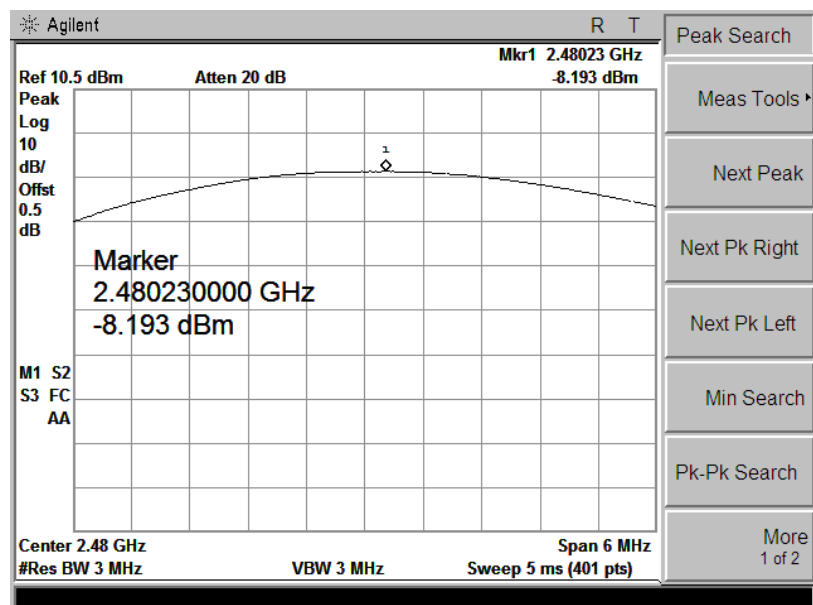 Agilent
R T
Mkr1 2.48023 GHz
Ref 10.5 dBm Atten 20 dB -8.193 dBm
Peak
Log
10
dB/
Offst
0.5
dB
1
Marker
2.480230000 GHz
-8.193 dBm
M1 S2
S3 FC
AA
Center 2.48 GHz Span 6 MHz
#Res BW 3 MHz VBW 3 MHz Sweep 5 ms (401 pts)
Peak Search
Meas Tools
Next Peak
Next Pk Right
Next Pk Left
Min Search
Pk-Pk Search
More
1 of 2